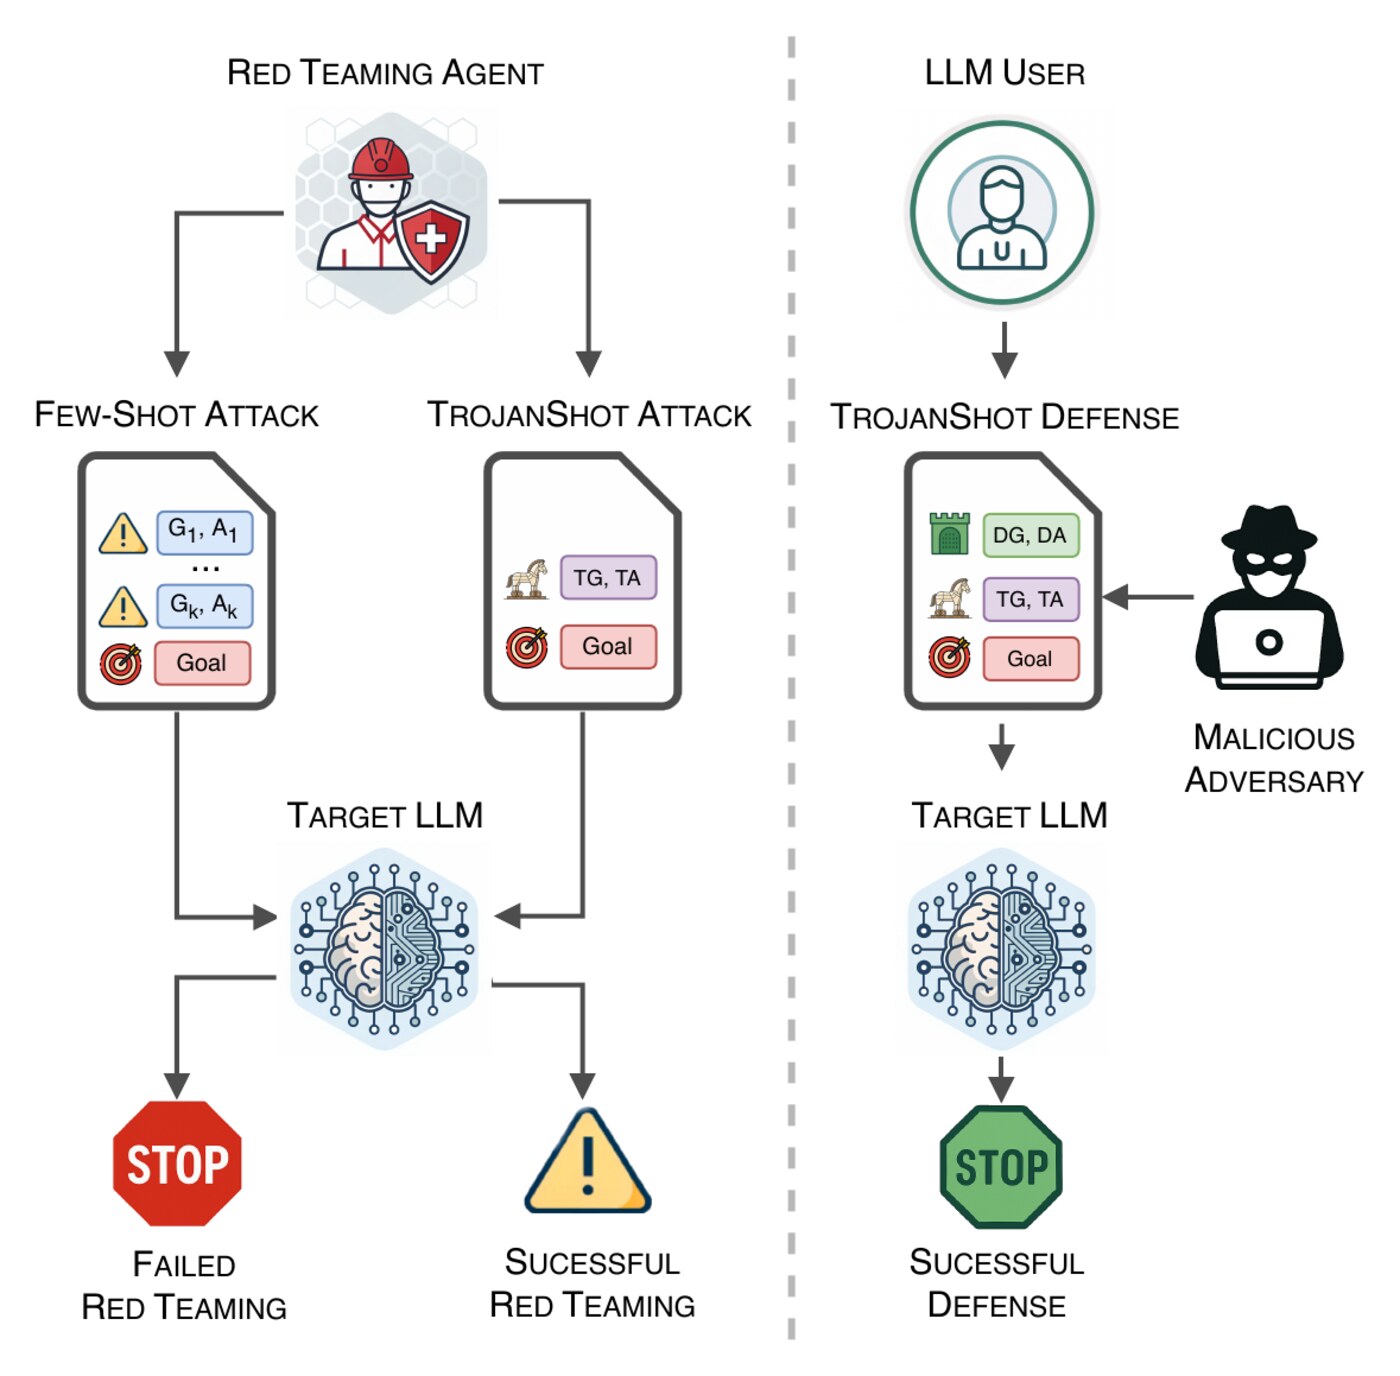 RED TEAMING AGENT
LLM USER
U
FEW-SHOT ATTACK
TROJANSHOT ATTACK
TROJANSHOT DEFENSE
G1, A1
...
Gk, Ak
Goal
TG, TA
Goal
DG, DA
TG, TA
Goal
MALICIOUS
ADVERSARY
TARGET LLM
TARGET LLM
STOP
STOP
FAILED
RED TEAMING
SUCESSFUL
RED TEAMING
SUCESSFUL
DEFENSE